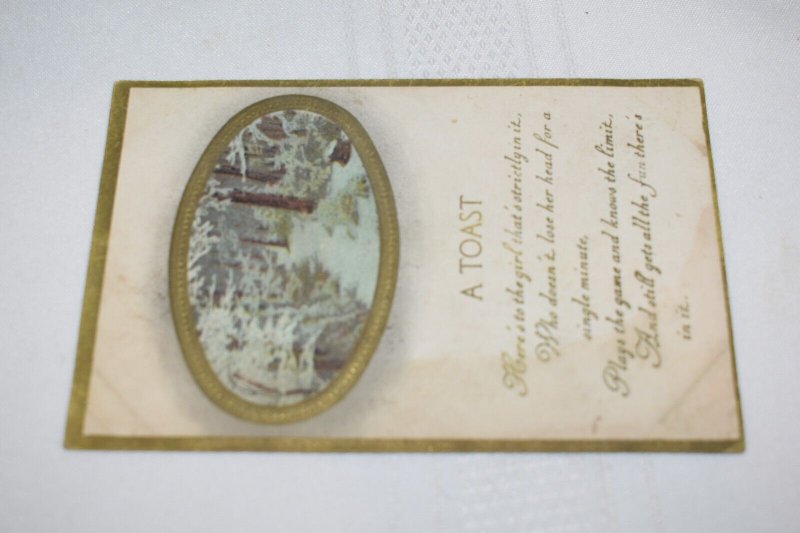 A TOAST
Here's to the girl that's strictly in it,
Who doesn't lose her head for a
single minute,
Plays the game and knows the limit,
And still gets all the fun there's
in it.